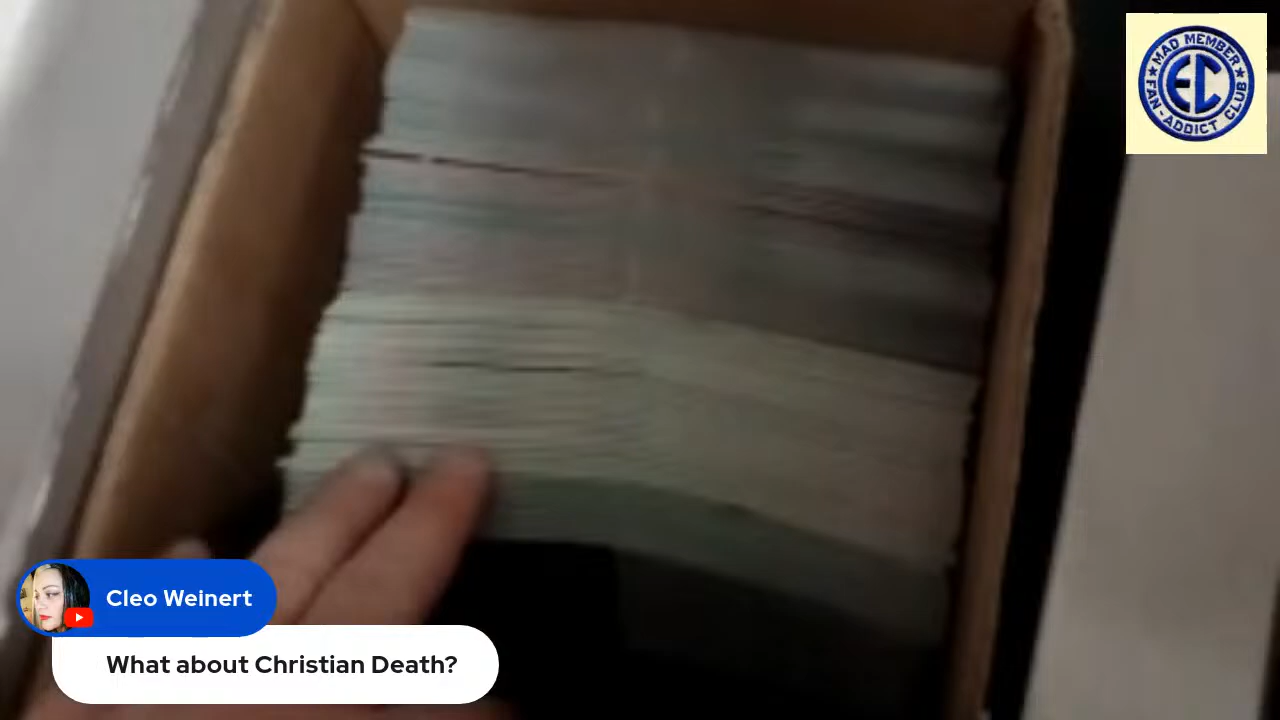 MAD MEMBER
EC
FAN-ADDICT CLUB
Cleo Weinert
What about Christian Death?